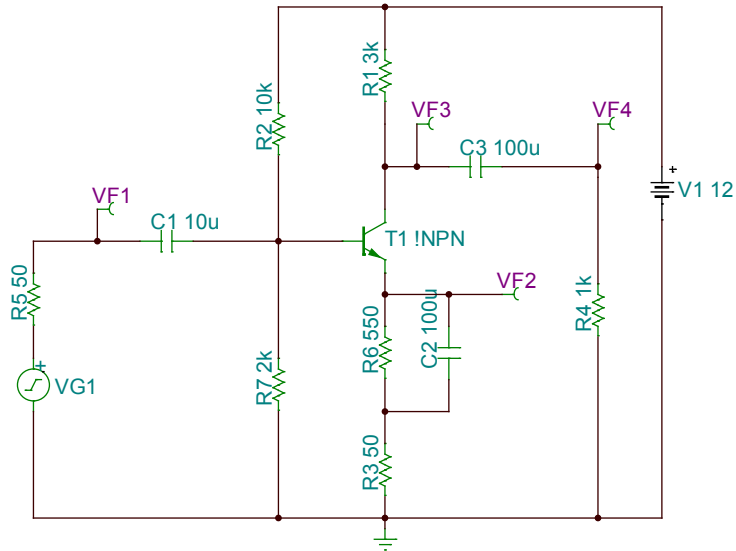 R1 3k
R2 10k
VF3
VF4
C3 100u
+
V1 12
VF1
C1 10u
T1 !NPN
R5 50
VF2
R4 1k
R6 550
C2 100u
+
VG1
R7 2k
R3 50